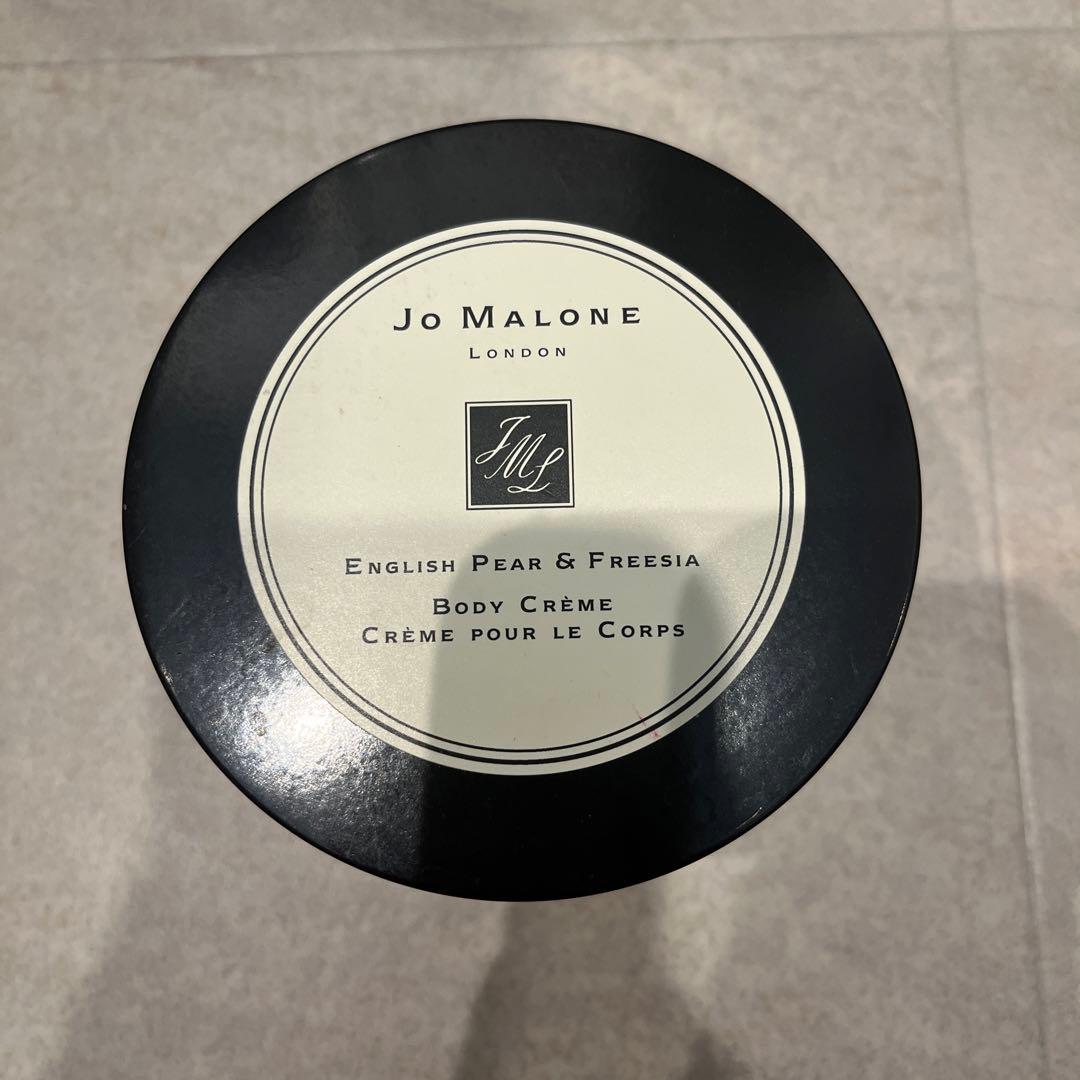 Jo Malone
London
JML
English Pear & Freesia
Body Crème
Crème pour le Corps